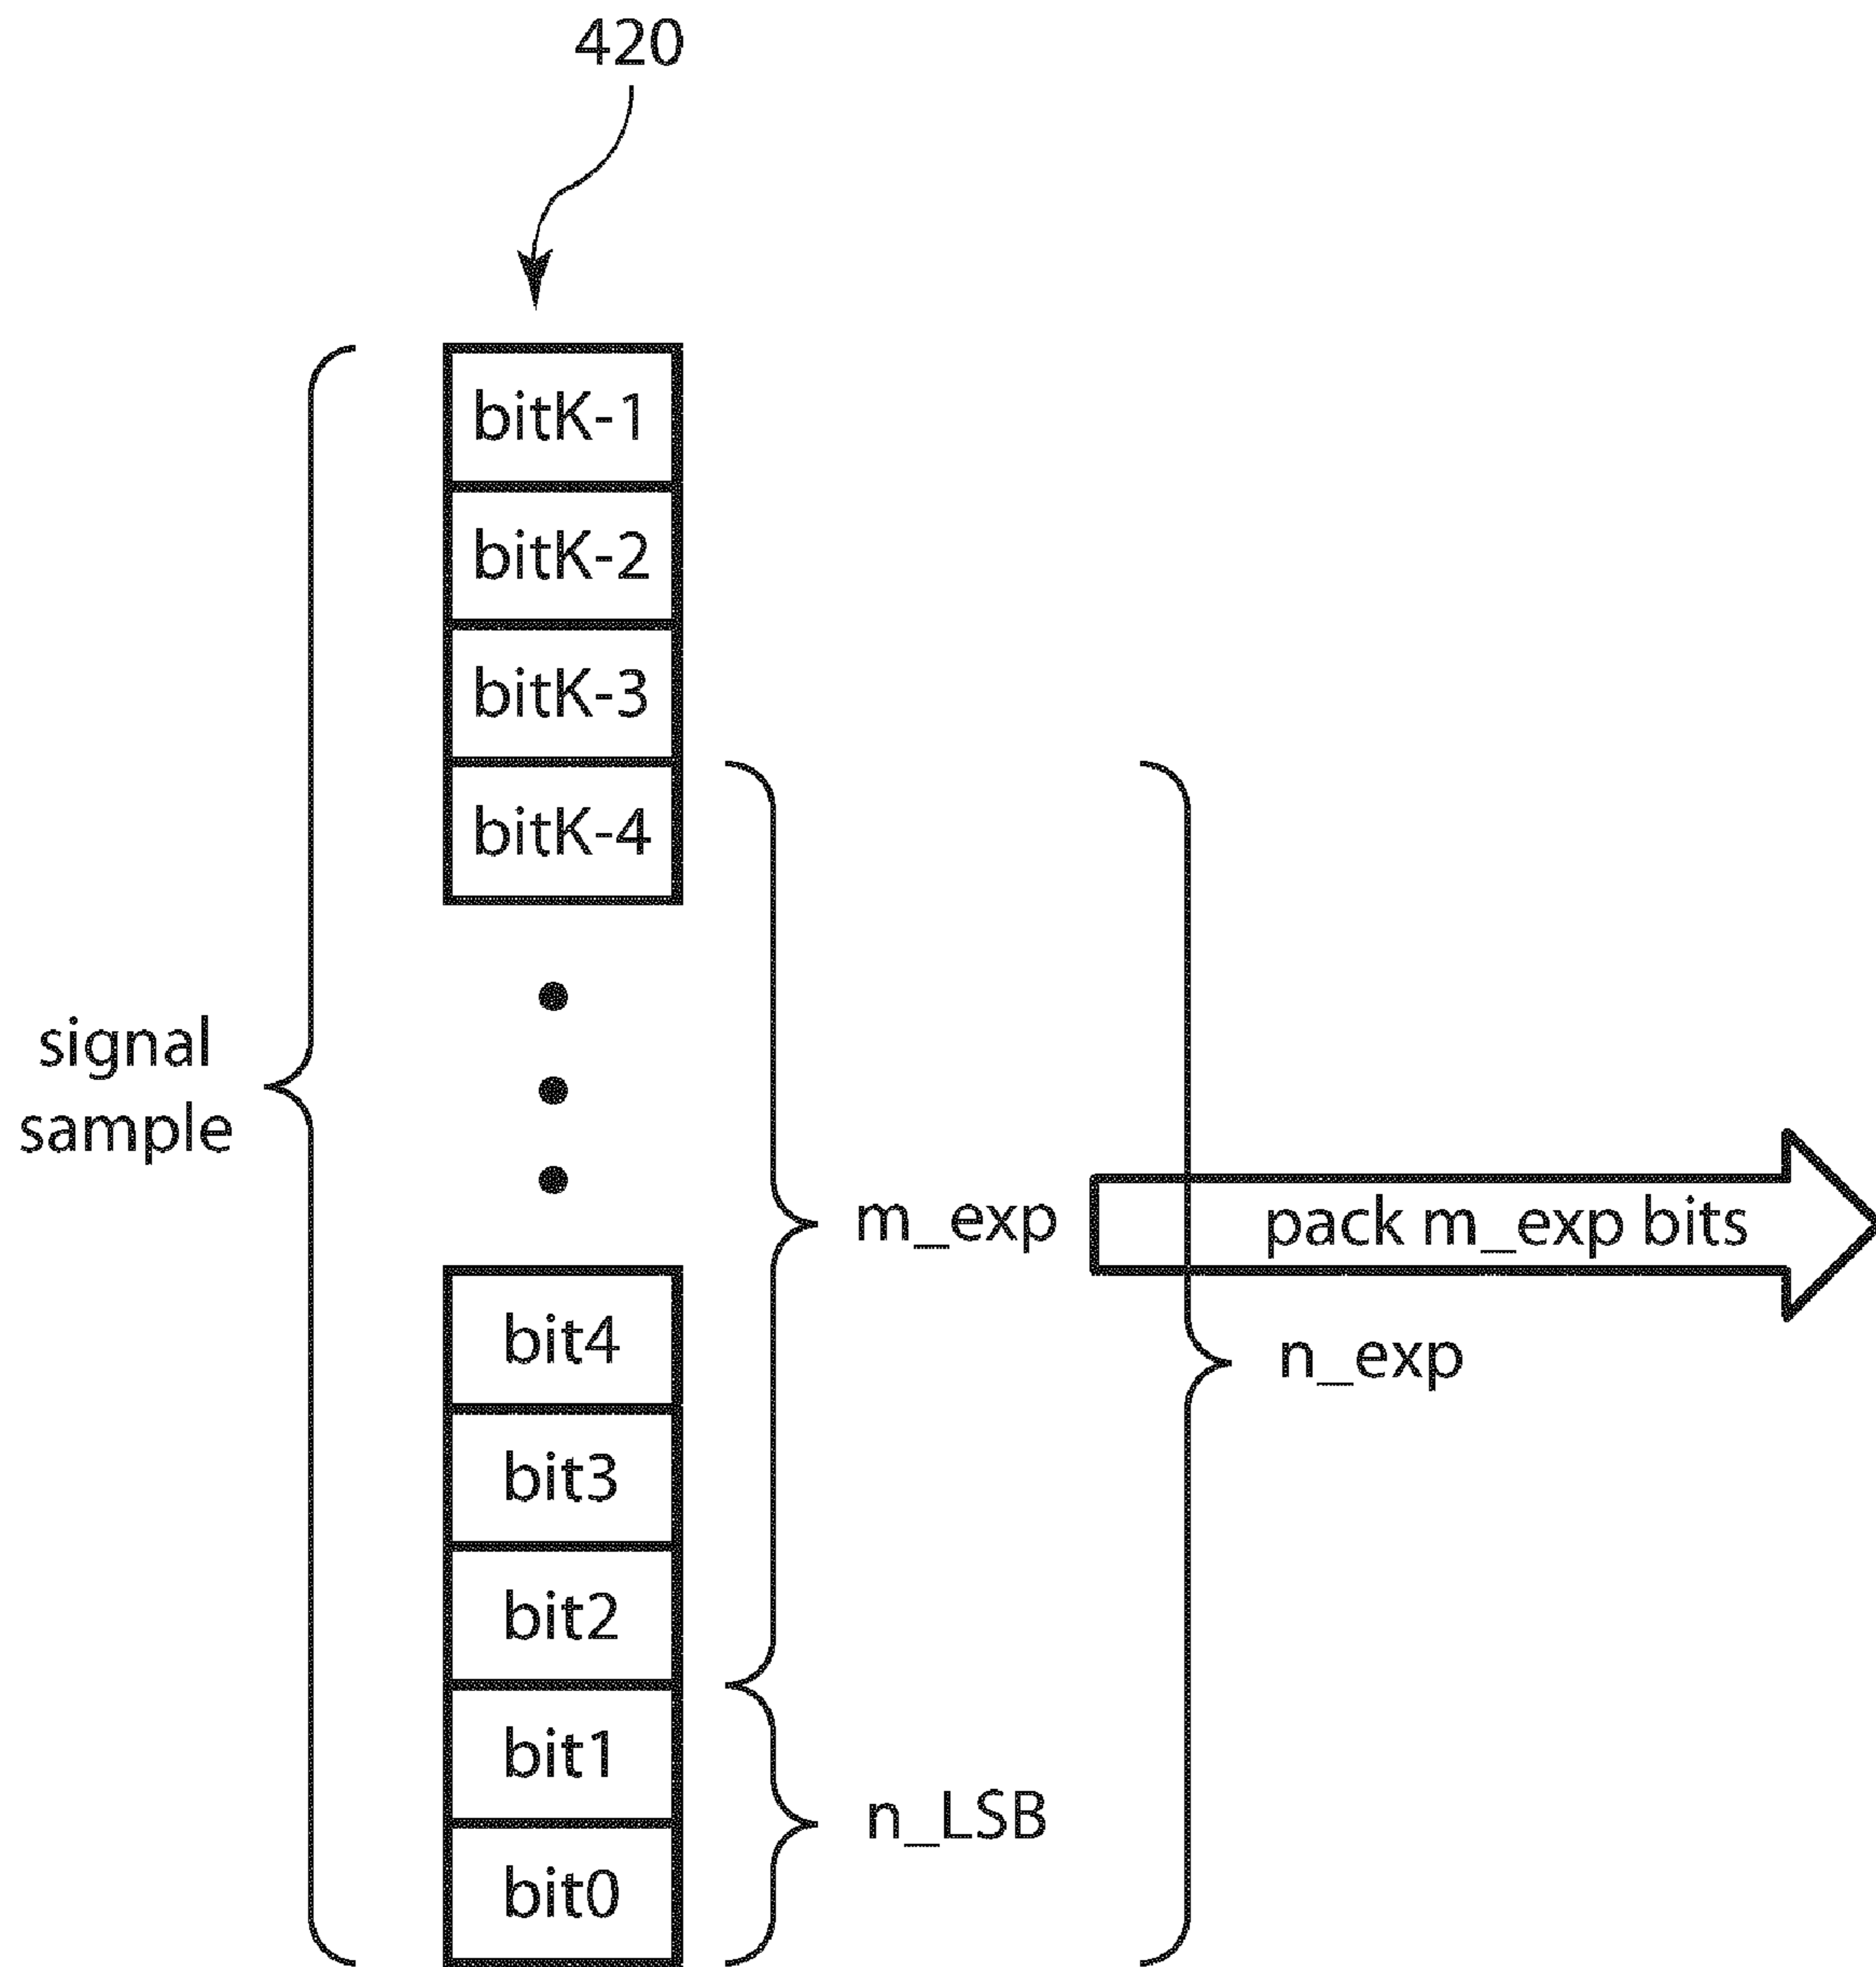 420
bitK-1
bitK-2
bitK-3
bitK-4
signal
sample
m_exp
pack m_exp bits
n_exp
bit4
bit3
bit2
bit1
n_LSB
bit0